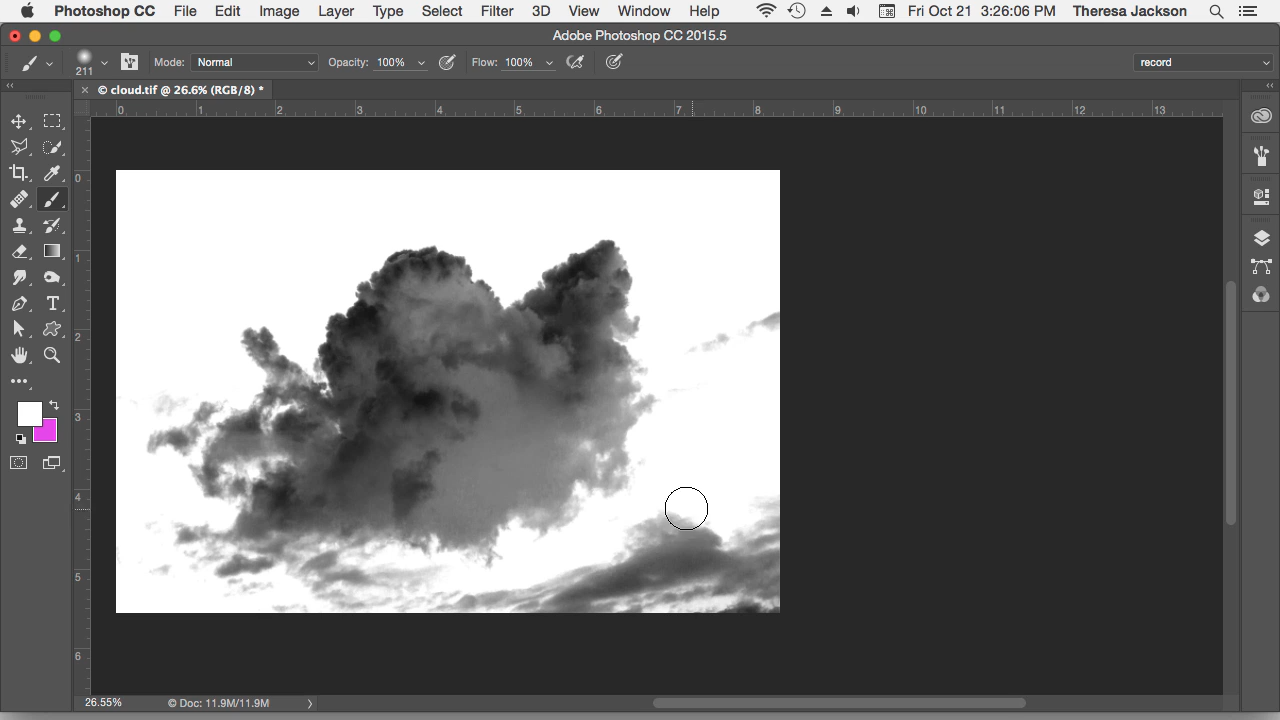 Photoshop CC File Edit Image Layer Type Select Filter 3D View Window Help Fri Oct 21 3:26:06 PM Theresa Jackson
Adobe Photoshop CC 2015.5
211 Mode: Normal Opacity: 100% Flow: 100% record
× © cloud.tif @ 26.6% (RGB/8) *
0 1 2 3 4 5 6 7 8 9 10 11 12 13
0
1
2
3
4
5
6
26.55% © Doc: 11.9M/11.9M